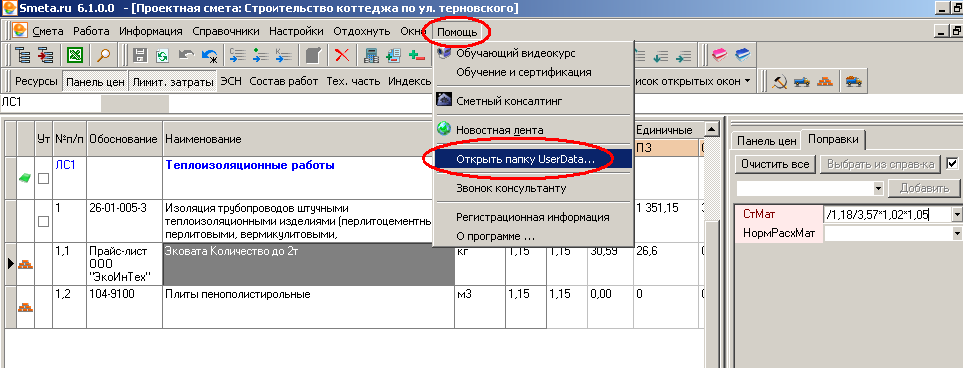 Smeta.ru 6.1.0.0 - [Проектная смета: Строительство коттеджа по ул. терновского]
Смета Работа Информация Справочники Настройки Отдохнуть Окно Помощь
Обучающий видеокурс
Обучение и сертификация
Сметный консалтинг
Новостная лента
Открыть папку UserData...
Звонок консультанту
Регистрационная информация
О программе ...
Ресурсы Панель цен Лимит. затраты ЭСН Состав работ Тех. часть Индексы
исок открытых окон
ЛС1
Ут №п/п Обоснование Наименование
Единичные
ПЗ
ЛС1 Теплоизоляционные работы
1 26-01-005-3 Изоляция трубопроводов штучными теплоизоляционными изделиями (перлитоцементны
1 351,15
перлитовыми, вермикулитовыми,
1,1 Прайс-лист ООО "ЭкоИнТех" Эковата Количество до 2т кг 1,15 1,15 30,59 26,6
1,2 104-9100 Плиты пенополистирольные м3 1,15 1,15 0,00 0
Панель цен Поправки
Очистить все Выбрать из справ-ка
Добавить
СтМат /1,18/3,57*1,02*1,05
НормРасхМат